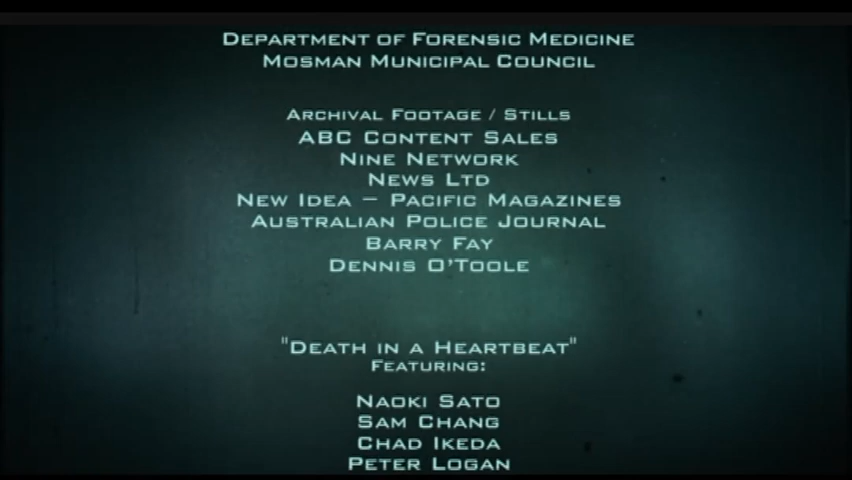 Department of Forensic Medicine
Mosman Municipal Council
Archival Footage / Stills
ABC Content Sales
Nine Network
News Ltd
New Idea – Pacific Magazines
Australian Police Journal
Barry Fay
Dennis O'Toole
"Death in a Heartbeat"
Featuring:
Naoki Sato
Sam Chang
Chad Ikeda
Peter Logan